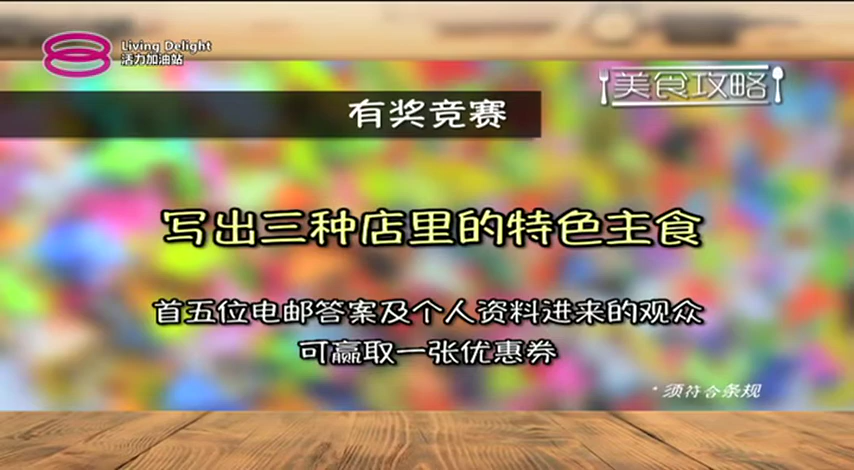 Living Delight
活力加油站
美食攻略
有奖竞赛
写出三种店里的特色主食
首五位电邮答案及个人资料进来的观众
可赢取一张优惠券
*须符合条规